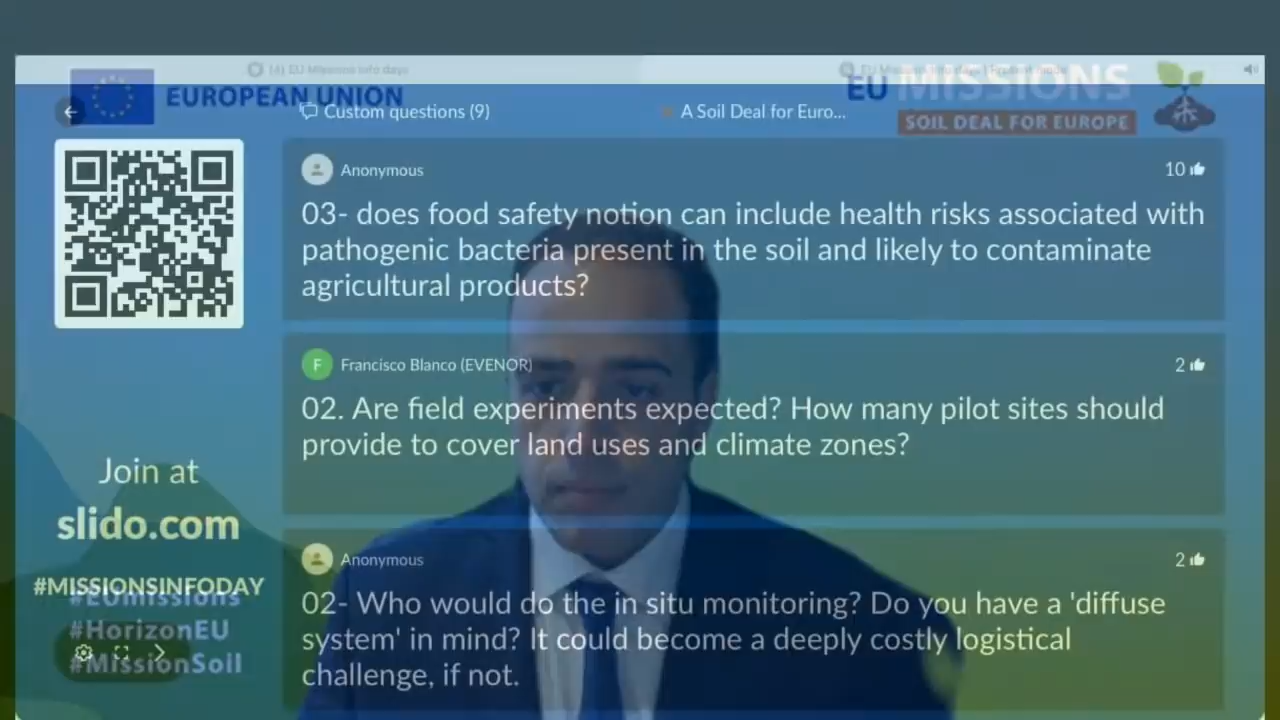 (4) EU Missions info days
EUROPEAN UNION
EU MISSIONS
SOIL DEAL FOR EUROPE
Custom questions (9)
A Soil Deal for Euro...
Anonymous
10
03- does food safety notion can include health risks associated with
pathogenic bacteria present in the soil and likely to contaminate
agricultural products?
F
Francisco Blanco (EVENOR)
2
02. Are field experiments expected? How many pilot sites should
provide to cover land uses and climate zones?
Anonymous
2
02- Who would do the in situ monitoring? Do you have a 'diffuse
system' in mind? It could become a deeply costly logistical
challenge, if not.
Join at
slido.com
#MISSIONSINFODAY
#EUmissions
#HorizonEU
#MissionSoil